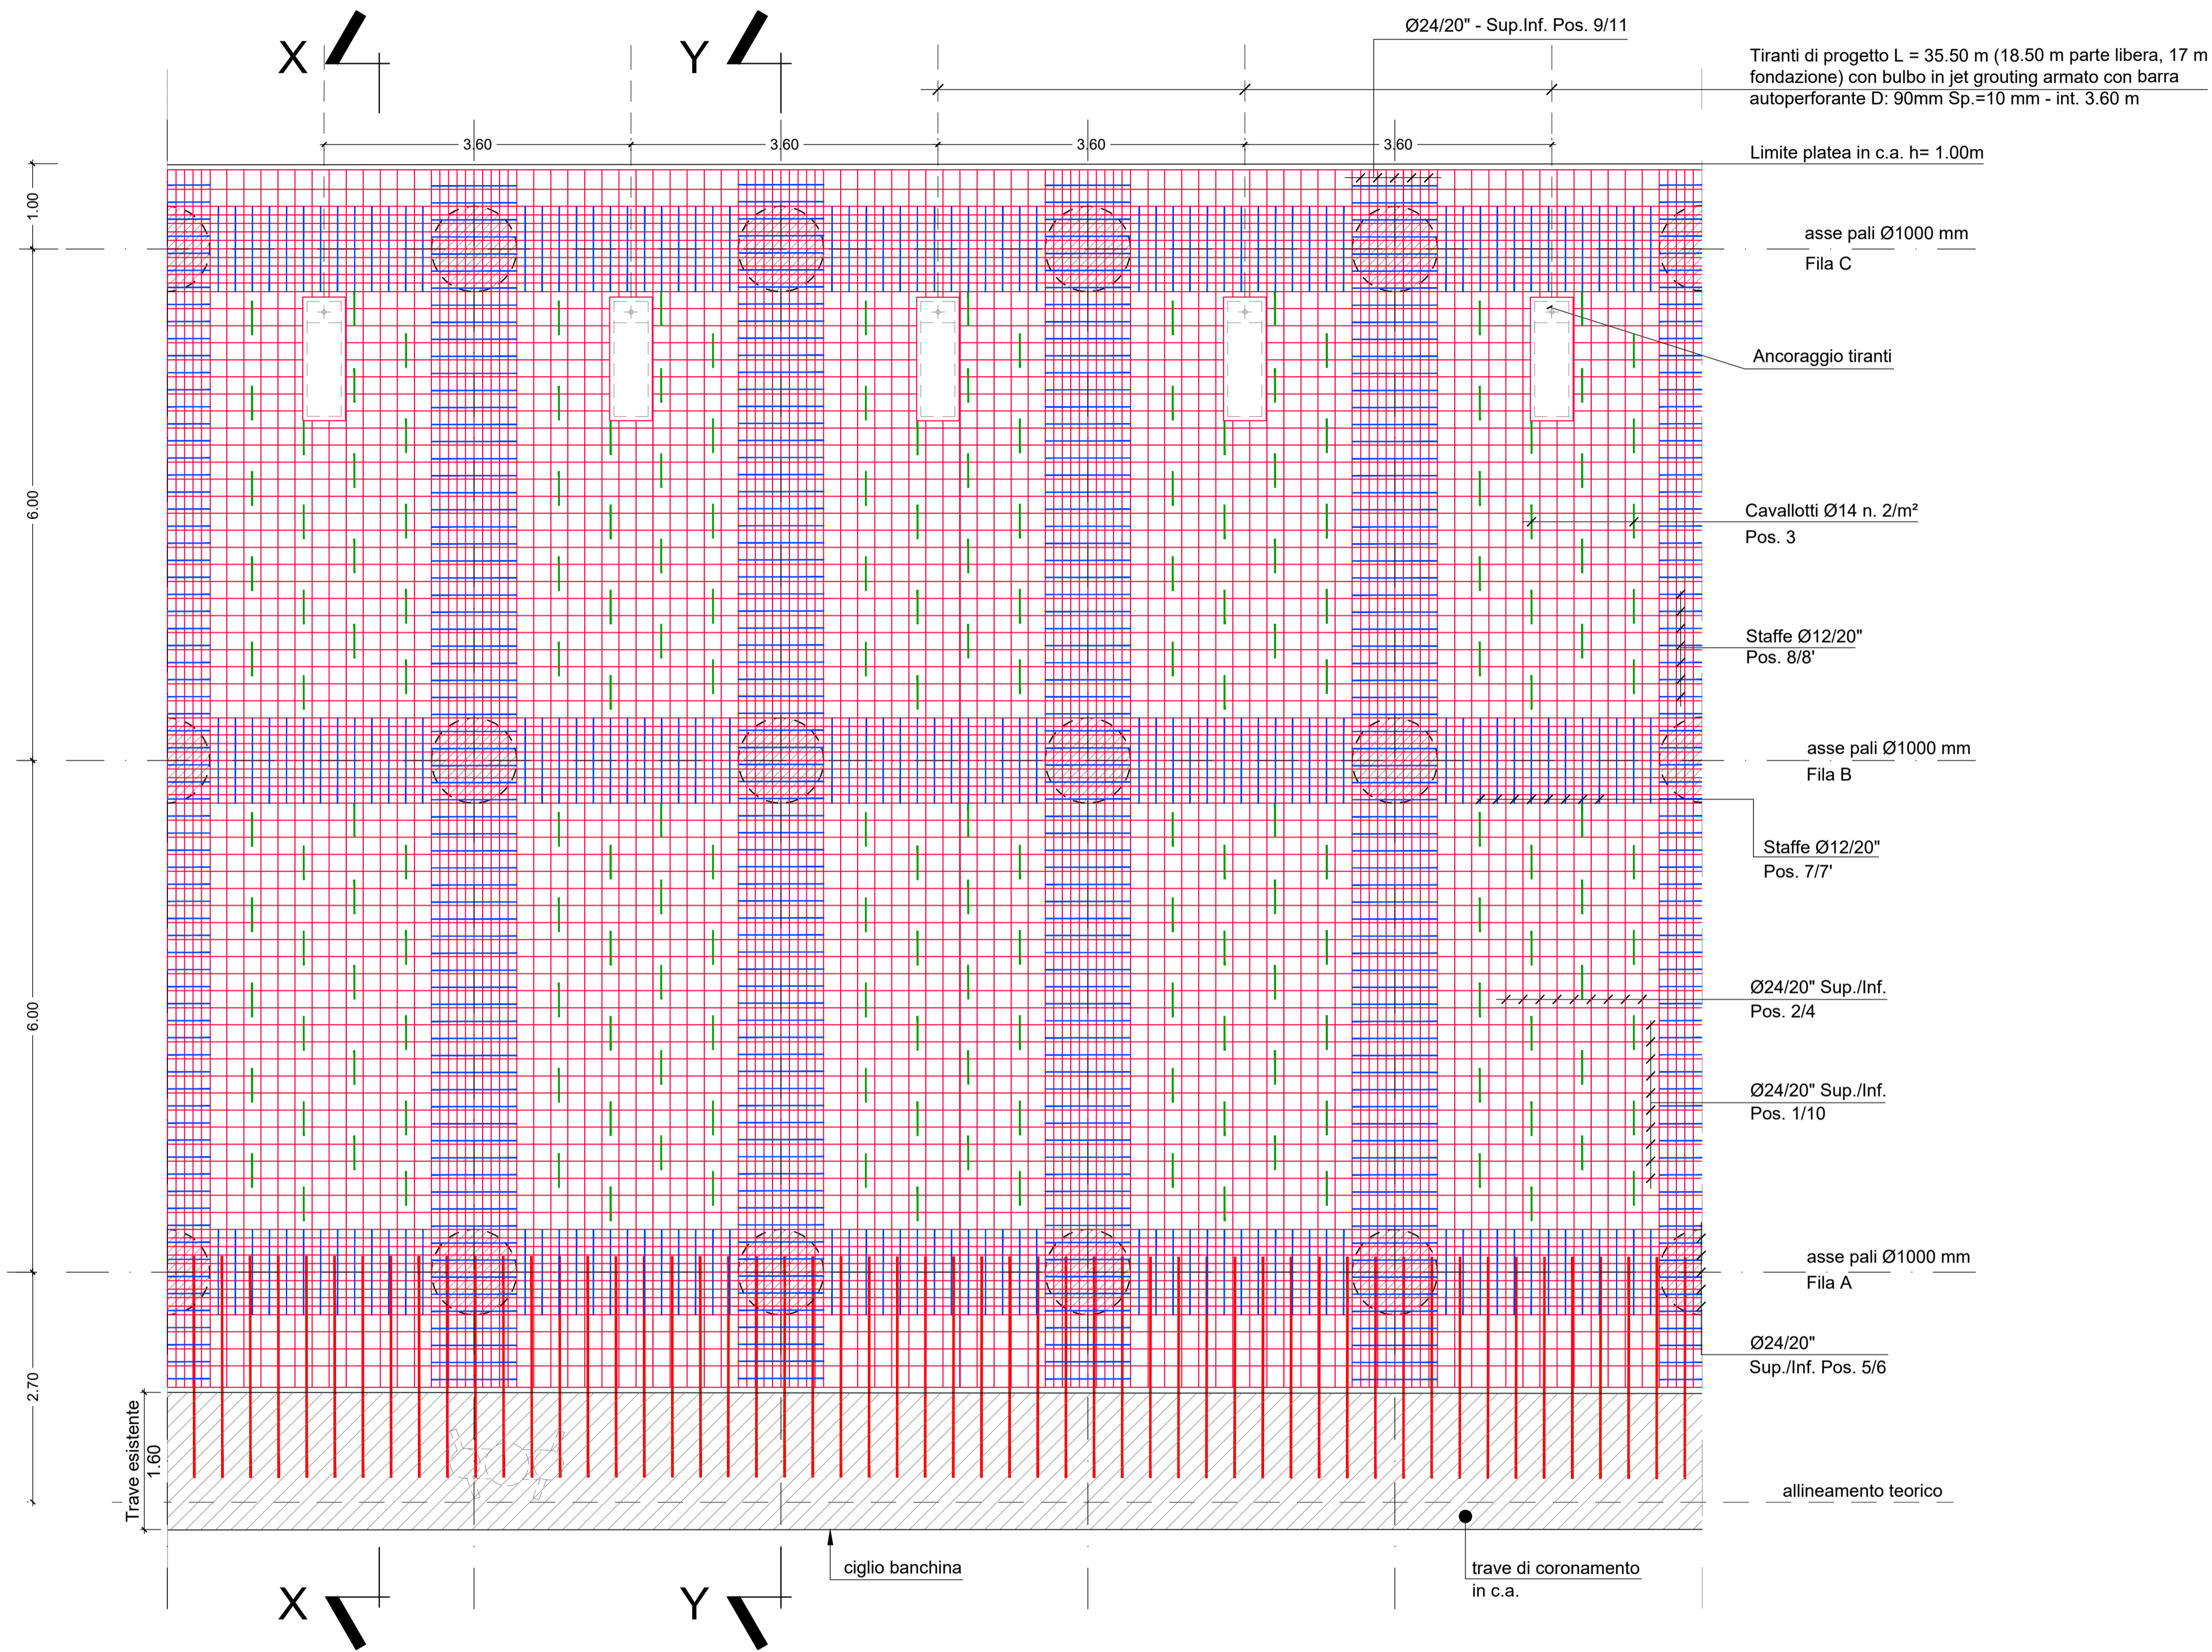 Ø24/20" - Sup.Inf. Pos. 9/11
X
Y
Tiranti di progetto L = 35.50 m (18.50 m parte libera, 17 m
fondazione) con bulbo in jet grouting armato con barra
autoperforante D: 90mm Sp.=10 mm - int. 3.60 m
3.60
3.60
3.60
3.60
Limite platea in c.a. h= 1.00m
1.00
asse pali Ø1000 mm
Fila C
Ancoraggio tiranti
6.00
Cavallotti Ø14 n. 2/m²
Pos. 3
Staffe Ø12/20"
Pos. 8/8'
asse pali Ø1000 mm
Fila B
Staffe Ø12/20"
Pos. 7/7'
6.00
Ø24/20" Sup./Inf.
Pos. 2/4
Ø24/20" Sup./Inf.
Pos. 1/10
asse pali Ø1000 mm
Fila A
Ø24/20"
Sup./Inf. Pos. 5/6
2.70
Trave esistente
1.60
allineamento teorico
ciglio banchina
trave di coronamento
in c.a.
X
Y